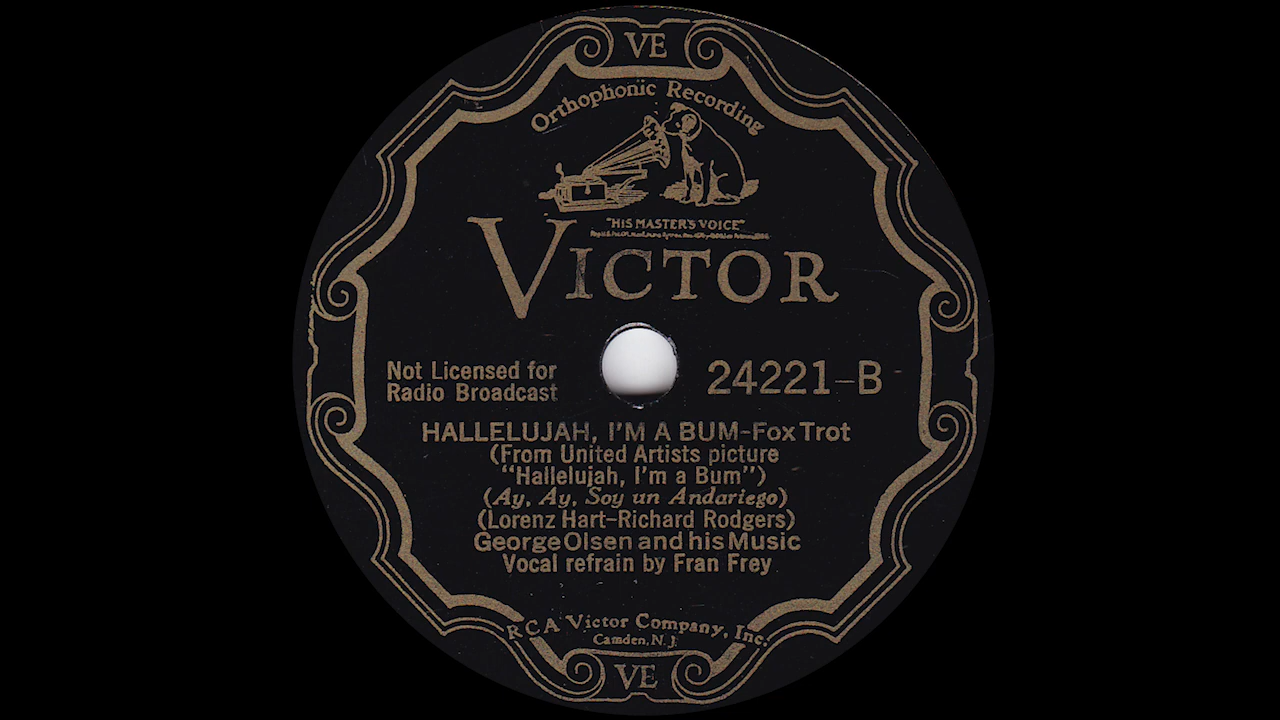 VE
Orthophonic Recording
"HIS MASTER'S VOICE"
VICTOR
Not Licensed for
Radio Broadcast
24221-B
HALLELUJAH, I'M A BUM-Fox Trot
(From United Artists picture
"Hallelujah, I'm a Bum")
(Ay, Ay, Soy un Andariego)
(Lorenz Hart-Richard Rodgers)
George Olsen and his Music
Vocal refrain by Fran Frey
RCA Victor Company, Inc.
Camden, N. J.
VE